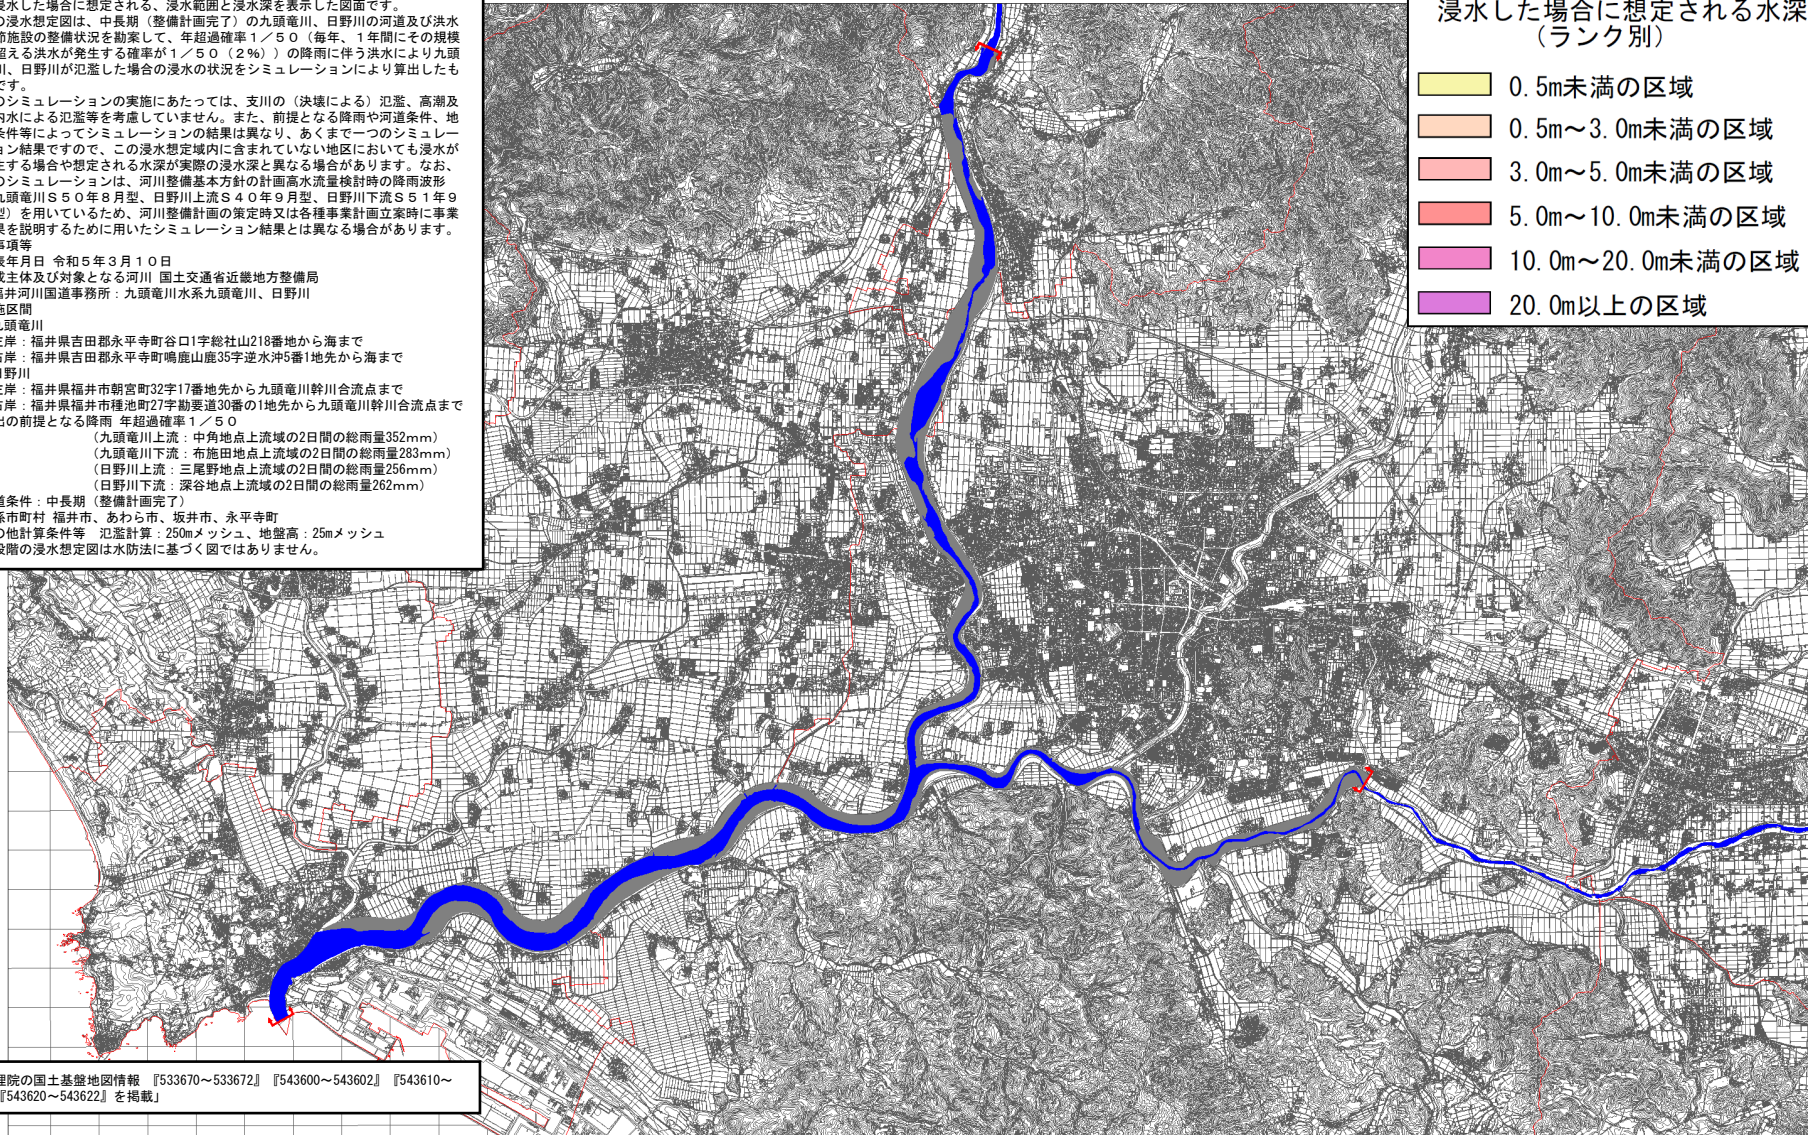 浸水した場合に想定される、浸水範囲と浸水深を表示した図面です。
の浸水想定図は、中長期（整備計画完了）の九頭竜川、日野川の河道及び洪水
節施設の整備状況を勘案して、年超過確率１／５０（毎年、１年間にその規模
超える洪水が発生する確率が１／５０（２％））の降雨に伴う洪水により九頭
川、日野川が氾濫した場合の浸水の状況をシミュレーションにより算出したも
です。
のシミュレーションの実施にあたっては、支川の（決壊による）氾濫、高潮及
内水による氾濫等を考慮していません。また、前提となる降雨や河道条件、地
条件等によってシミュレーションの結果は異なり、あくまで一つのシミュレー
ョン結果ですので、この浸水想定域内に含まれていない地区においても浸水が
生する場合や想定される水深が実際の浸水深と異なる場合があります。なお、
のシミュレーションは、河川整備基本方針の計画高水流量検討時の降雨波形
九頭竜川Ｓ５０年８月型、日野川上流Ｓ４０年９月型、日野川下流Ｓ５１年９
型）を用いているため、河川整備計画の策定時又は各種事業計画立案時に事業
果を説明するために用いたシミュレーション結果とは異なる場合があります。
事項等
表年月日 令和５年３月１０日
成主体及び対象となる河川 国土交通省近畿地方整備局
福井河川国道事務所：九頭竜川水系九頭竜川、日野川
施区間
九頭竜川
左岸：福井県吉田郡永平寺町谷口1字総社山218番地から海まで
右岸：福井県吉田郡永平寺町鳴鹿山鹿35字逆水沖5番1地先から海まで
日野川
左岸：福井県福井市朝宮町32字17番地先から九頭竜川幹川合流点まで
右岸：福井県福井市種池町27字勘要道30番の1地先から九頭竜川幹川合流点まで
出の前提となる降雨 年超過確率１／５０
（九頭竜川上流：中角地点上流域の2日間の総雨量352mm）
（九頭竜川下流：布施田地点上流域の2日間の総雨量283mm）
（日野川上流：三尾野地点上流域の2日間の総雨量256mm）
（日野川下流：深谷地点上流域の2日間の総雨量262mm）
道条件：中長期（整備計画完了）
係市町村 福井市、あわら市、坂井市、永平寺町
の他計算条件等　氾濫計算：250mメッシュ、地盤高：25mメッシュ
段階の浸水想定図は水防法に基づく図ではありません。
浸水した場合に想定される水深
（ランク別）
0.5m未満の区域
0.5m～3.0m未満の区域
3.0m～5.0m未満の区域
5.0m～10.0m未満の区域
10.0m～20.0m未満の区域
20.0m以上の区域
理院の国土基盤地図情報　『533670～533672』『543600～543602』『543610～
『543620～543622』を掲載」